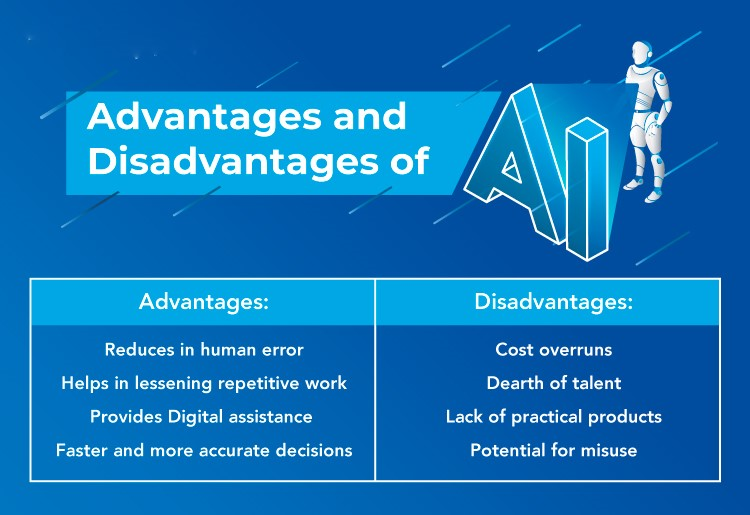 Advantages and
Disadvantages of
AI
Advantages:
Reduces in human error
Helps in lessening repetitive work
Provides Digital assistance
Faster and more accurate decisions
Disadvantages:
Cost overruns
Dearth of talent
Lack of practical products
Potential for misuse